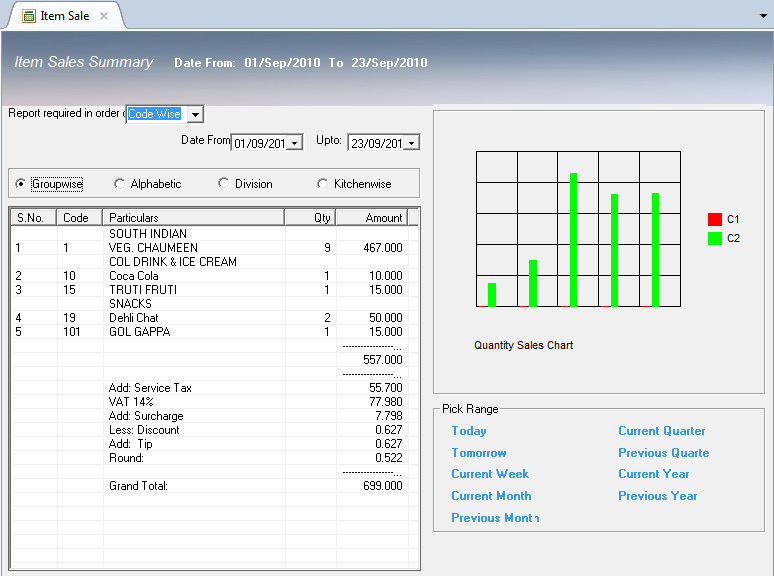 Item Sale
Item Sales Summary Date From: 01/Sep/2010 To 23/Sep/2010
Report required in order Code Wise
Date From 01/09/201 Upto: 23/09/201
Groupwise Alphabetic Division Kitchenwise
S.No. Code Particulars Qty Amount
SOUTH INDIAN
1 1 VEG. CHAUMEEN 9 467.000
COL DRINK & ICE CREAM
2 10 Coca Cola 1 10.000
3 15 TRUTI FRUTI 1 15.000
SNACKS
4 19 Dehli Chat 2 50.000
5 101 GOL GAPPA 1 15.000
-----------------...
557.000
-----------------...
Add: Service Tax 55.700
VAT 14% 77.980
Add: Surcharge 7.798
Less: Discount 0.627
Add: Tip 0.627
Round: 0.522
-----------------...
Grand Total: 699.000
C1
C2
Quantity Sales Chart
Pick Range
Today
Tomorrow
Current Week
Current Month
Previous Month
Current Quarter
Previous Quarte
Current Year
Previous Year